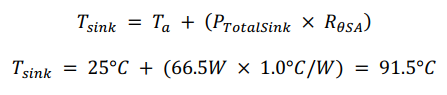 T_sink = T_a + (P_TotalSink × R_θSA)
T_sink = 25°C + (66.5W × 1.0°C/W) = 91.5°C